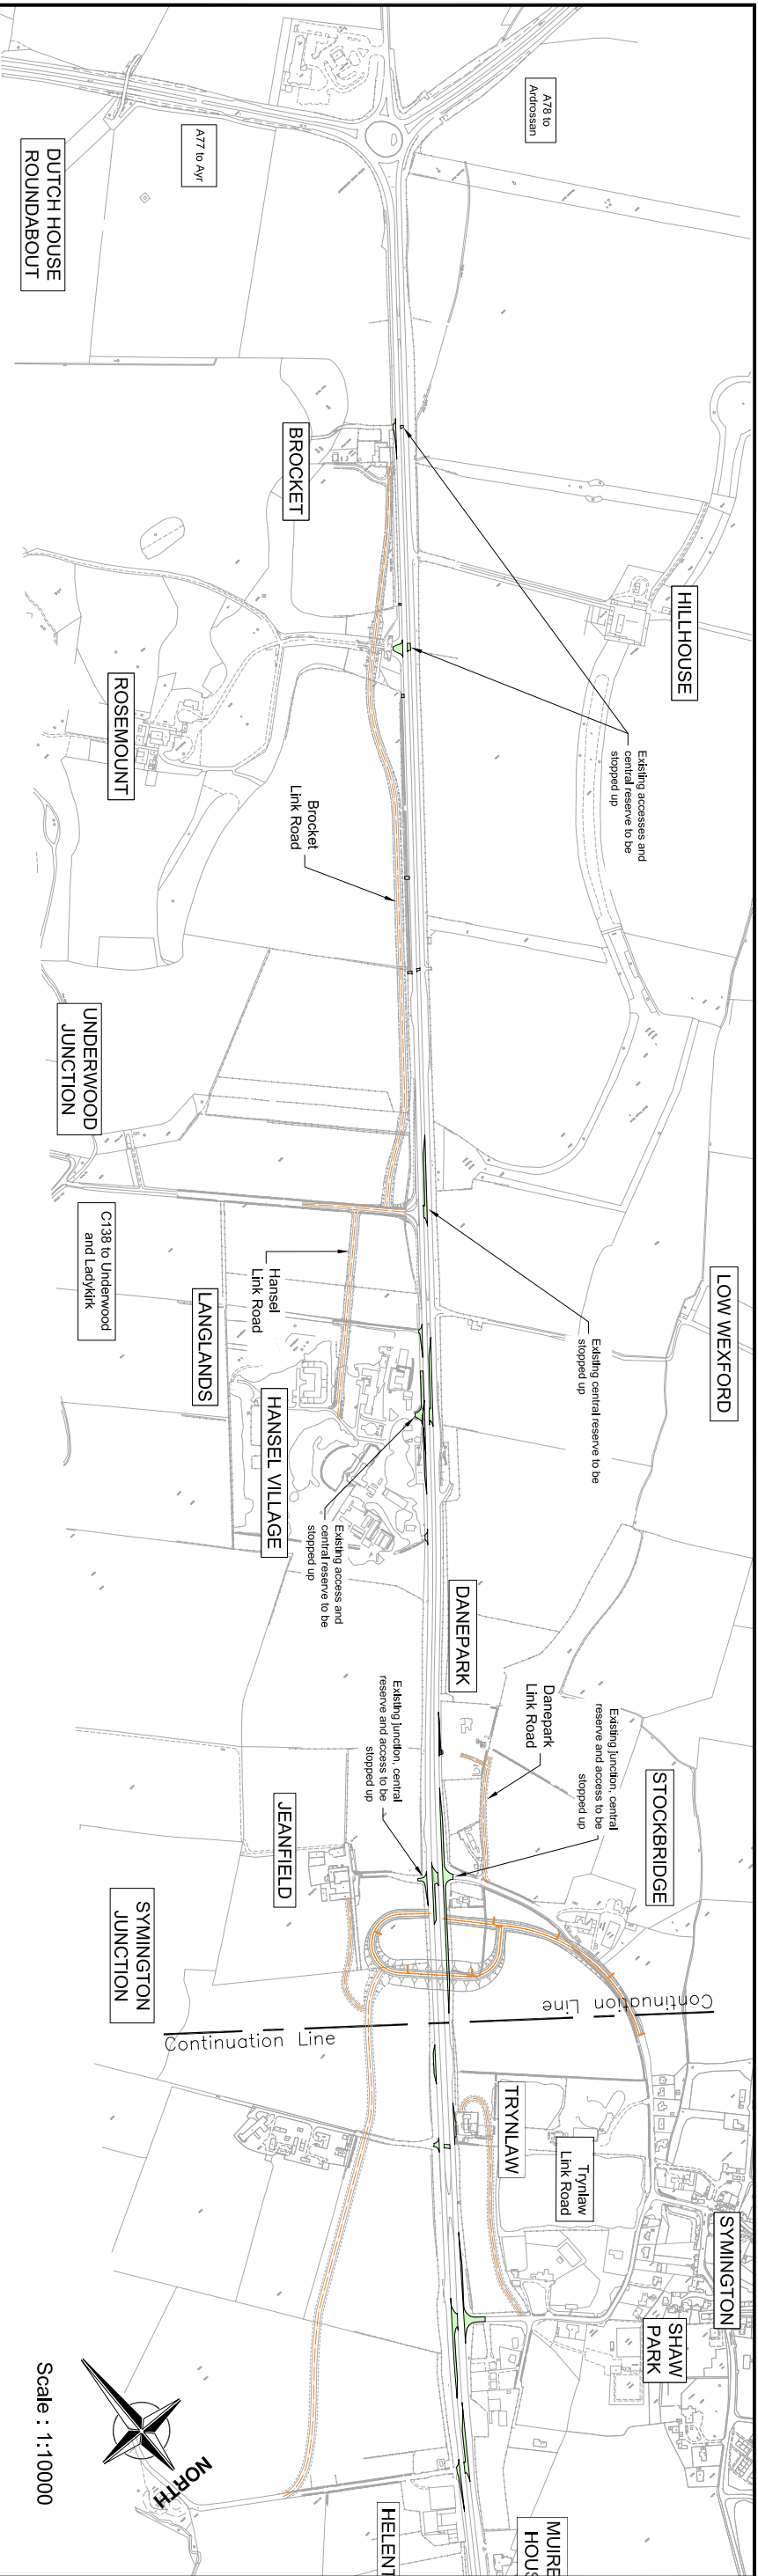 A78 to
Ardrossan
A77 to Ayr
DUTCH HOUSE
ROUNDABOUT
BROCKET
HILLHOUSE
ROSEMOUNT
Existing accesses and
central reserve to be
stopped up
Brocket
Link Road
UNDERWOOD
JUNCTION
C138 to Underwood
and Ladykirk
Hansel
Link Road
LANGLANDS
LOW WEXFORD
Existing central reserve to be
stopped up
HANSEL VILLAGE
Existing access and
central reserve to be
stopped up
DANEPARK
Danepark
Link Road
Existing junction, central
reserve and access to be
stopped up
STOCKBRIDGE
Existing junction, central
reserve and access to be
stopped up
JEANFIELD
SYMINGTON
JUNCTION
Continuation Line
Continuation Line
TRYNLAW
Trynlaw
Link Road
SYMINGTON
SHAW
PARK
MUIRE
HOUS
HELENT
NORTH
Scale : 1:10000